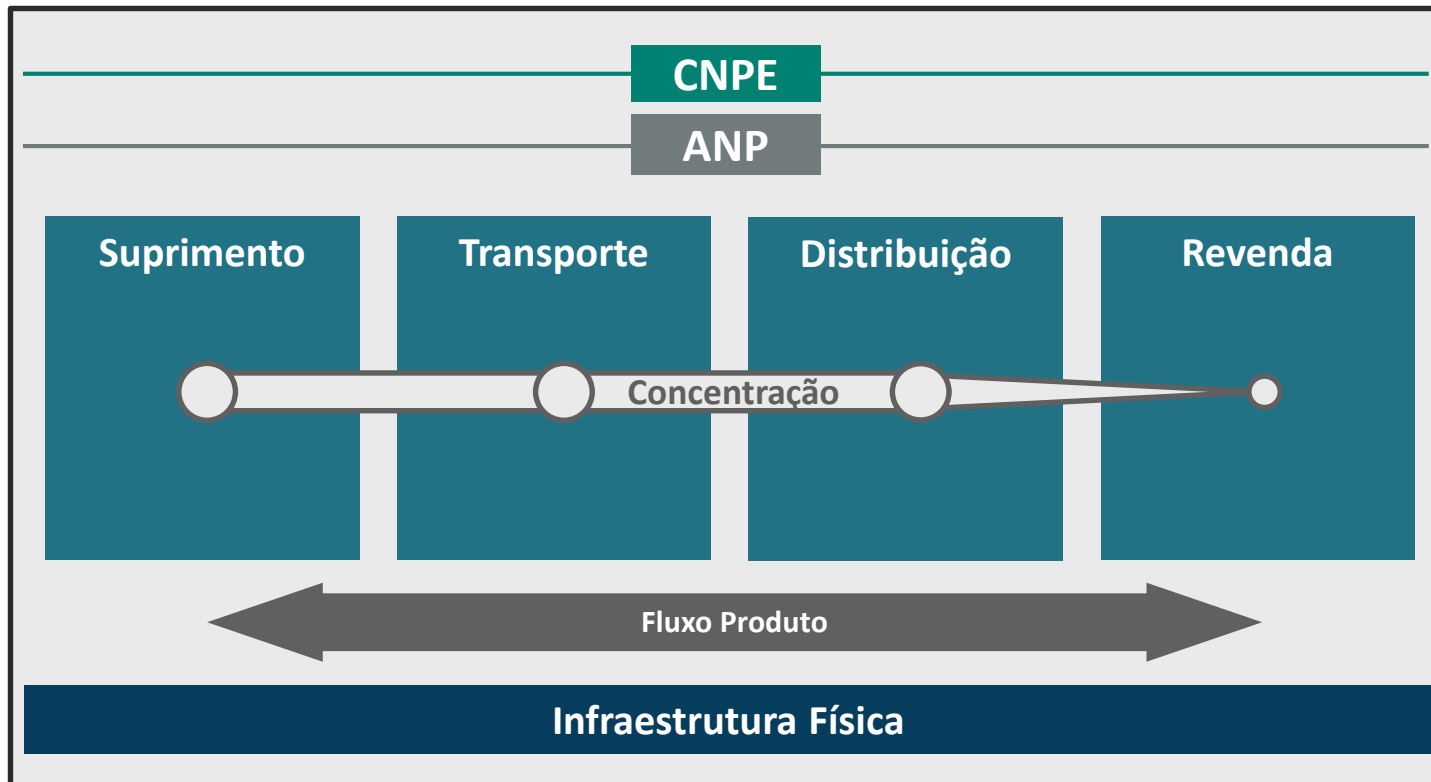 CNPE
ANP
Suprimento
Transporte
Distribuição
Revenda
Concentração
Fluxo Produto
Infraestrutura Física